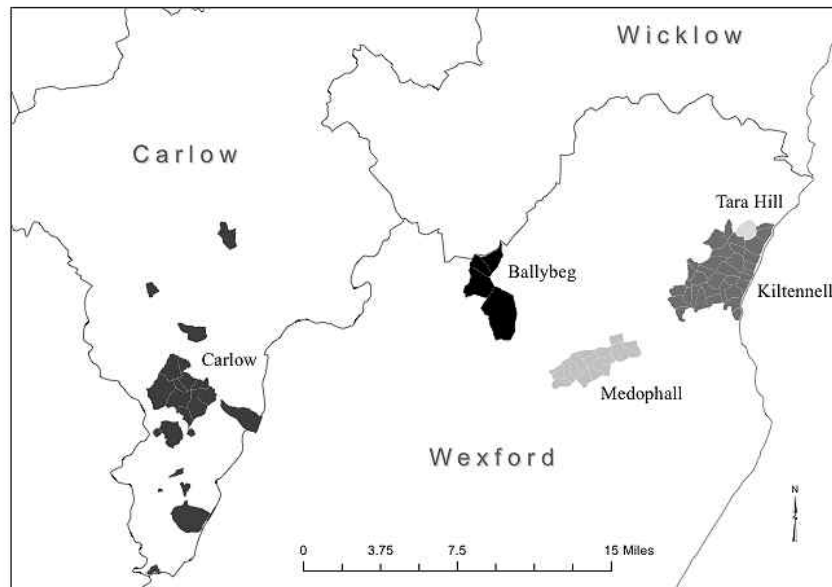 Wicklow
Carlow
Tara Hill
Ballybeg
Kiltennell
Carlow
Medophall
Wexford
N
0 3.75 7.5 15 Miles